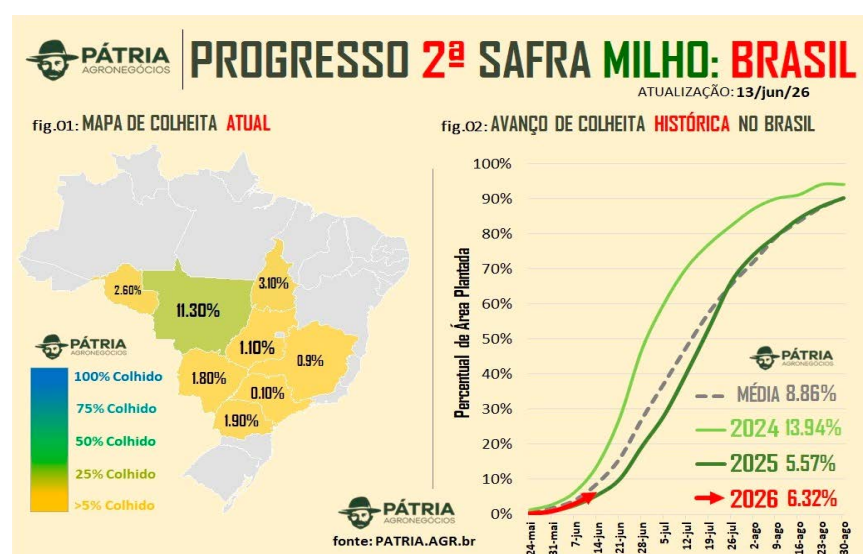 PÁTRIA
AGRONEGÓCIOS
PROGRESSO 2ª SAFRA MILHO: BRASIL
ATUALIZAÇÃO: 13/jun/26
fig.01: MAPA DE COLHEITA ATUAL
2.60%
11.30%
3.10%
1.10%
0.9%
1.80%
0.10%
1.90%
PÁTRIA
AGRONEGÓCIOS
100% Colhido
75% Colhido
50% Colhido
25% Colhido
>5% Colhido
PÁTRIA
AGRONEGÓCIOS
fonte: PATRIA.AGR.br
fig.02: AVANÇO DE COLHEITA HISTÓRICA NO BRASIL
Percentual de Área Plantada
100%
90%
80%
70%
60%
50%
40%
30%
20%
10%
0%
PÁTRIA
AGRONEGÓCIOS
MÉDIA 8.86%
2024 13.94%
2025 5.57%
2026 6.32%
24-mai
31-mai
7-jun
14-jun
21-jun
28-jun
5-jul
12-jul
19-jul
26-jul
2-ago
9-ago
16-ago
23-ago
30-ago